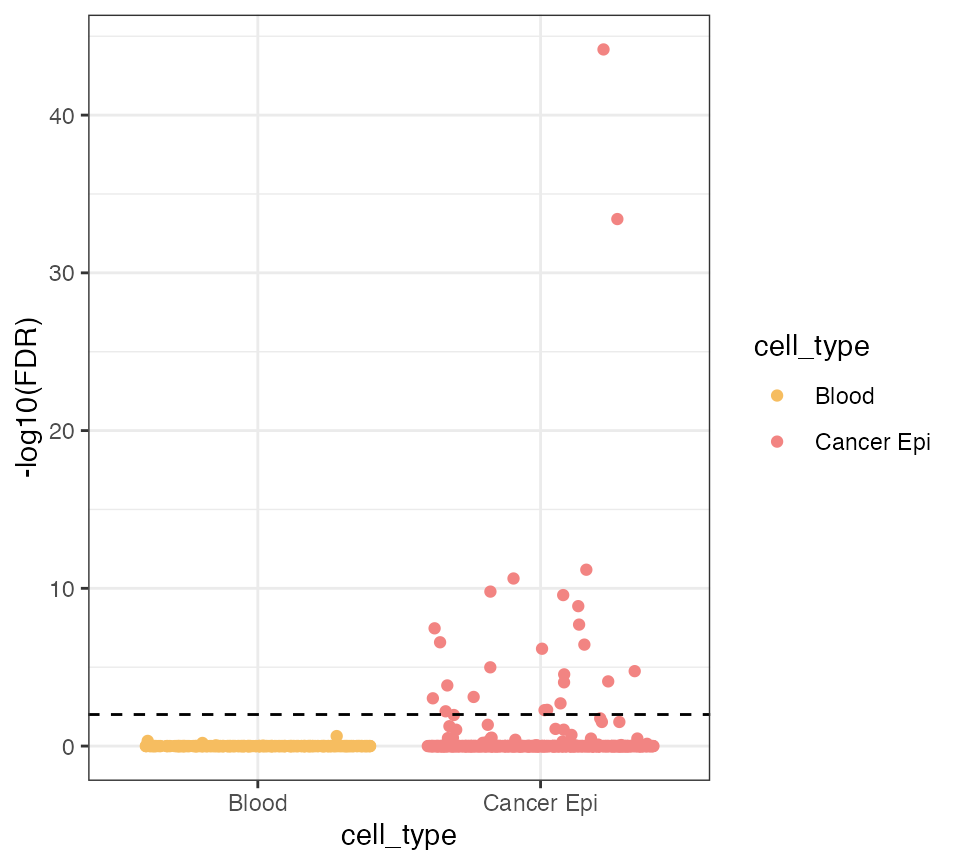 -log10(FDR)
40
30
20
10
0
Blood
Cancer Epi
cell_type
cell_type
Blood
Cancer Epi